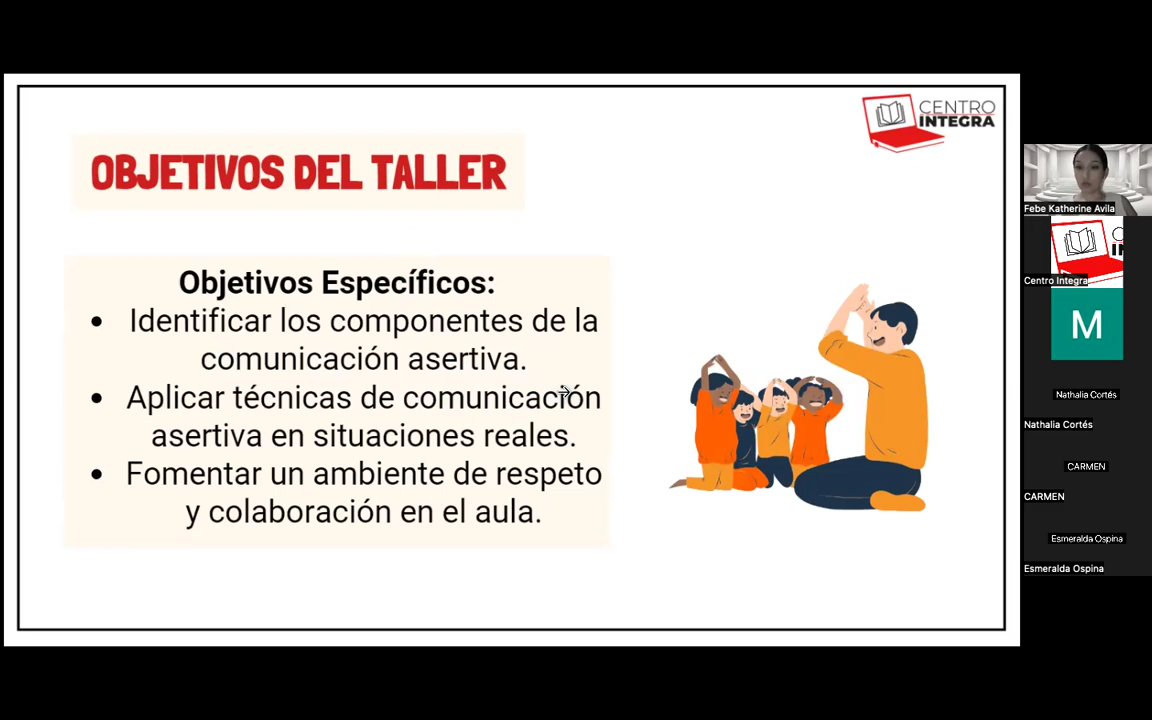 CENTRO
INTEGRA
OBJETIVOS DEL TALLER
Objetivos Específicos:
• Identificar los componentes de la
comunicación asertiva.
• Aplicar técnicas de comunicación
asertiva en situaciones reales.
• Fomentar un ambiente de respeto
y colaboración en el aula.
Febe Katherine Avila
Centro Integra
M
Nathalia Cortés
Nathalia Cortés
CARMEN
CARMEN
Esmeralda Ospina
Esmeralda Ospina